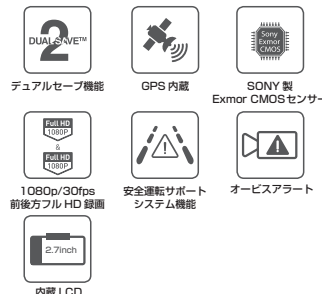 2
DUAL SAVE™
デュアルセーブ機能
GPS 内蔵
Sony
Exmor
CMOS
SONY 製
Exmor CMOSセンサー
Full HD
1080P
&
Full HD
1080P
1080p/30fps
前後方フル HD 録画
安全運転サポート
システム機能
オービスアラート
2.7inch
内蔵 LCD